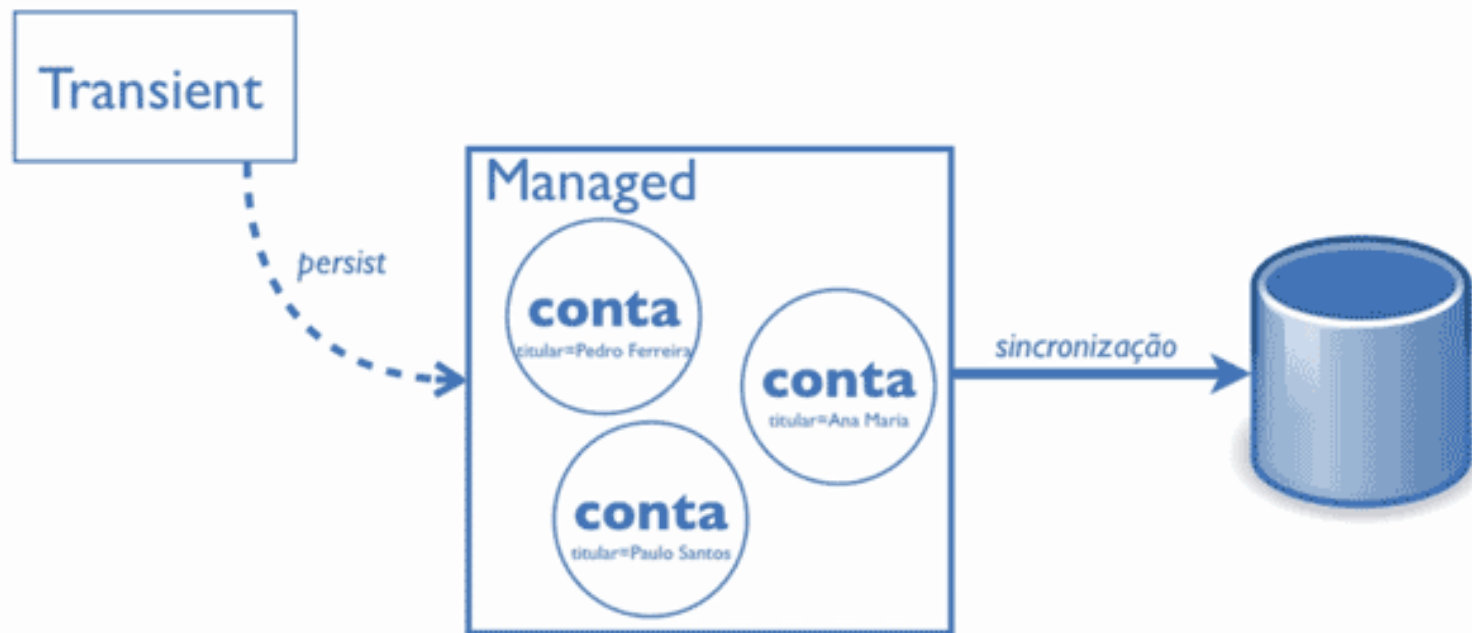 Transient
persist
Managed
conta
titular=Pedro Ferreira
conta
titular=Ana Maria
conta
titular=Paulo Santos
sincronização